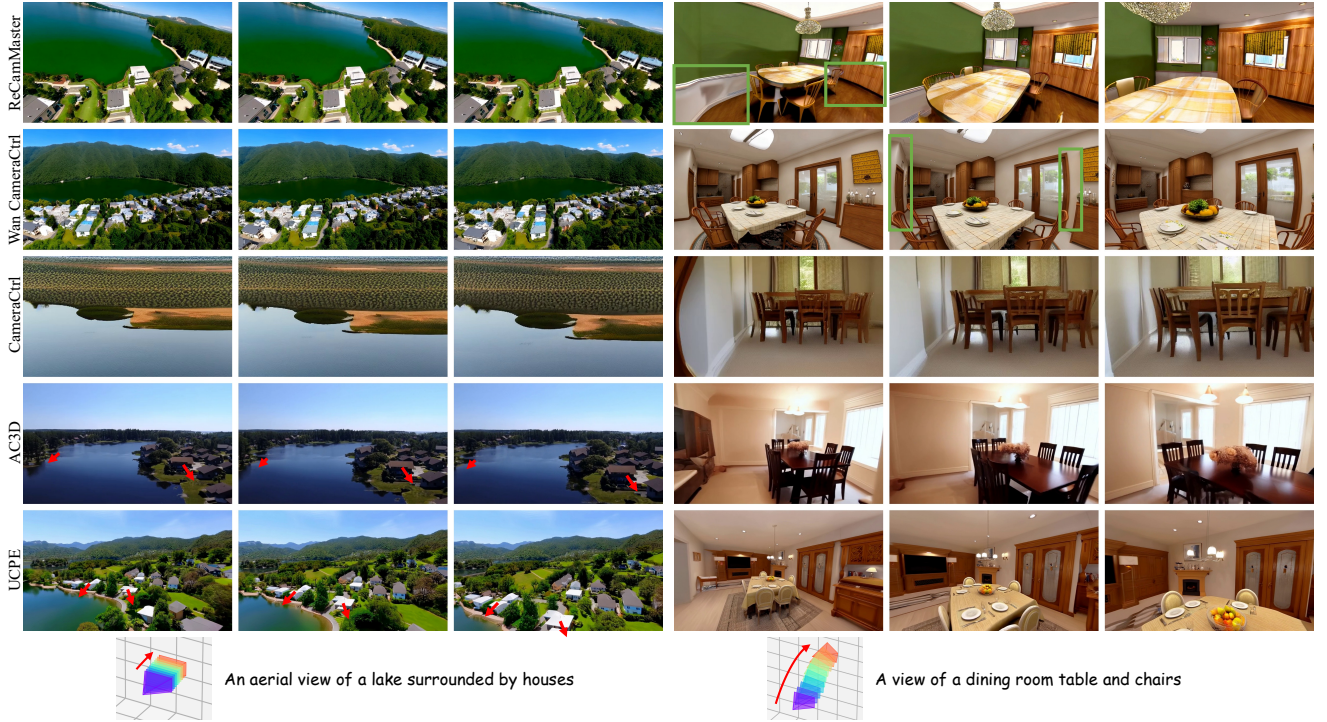 ReCamMaster
Wan CameraCtrl
CameraCtrl
AC3D
UCPE
An aerial view of a lake surrounded by houses
A view of a dining room table and chairs